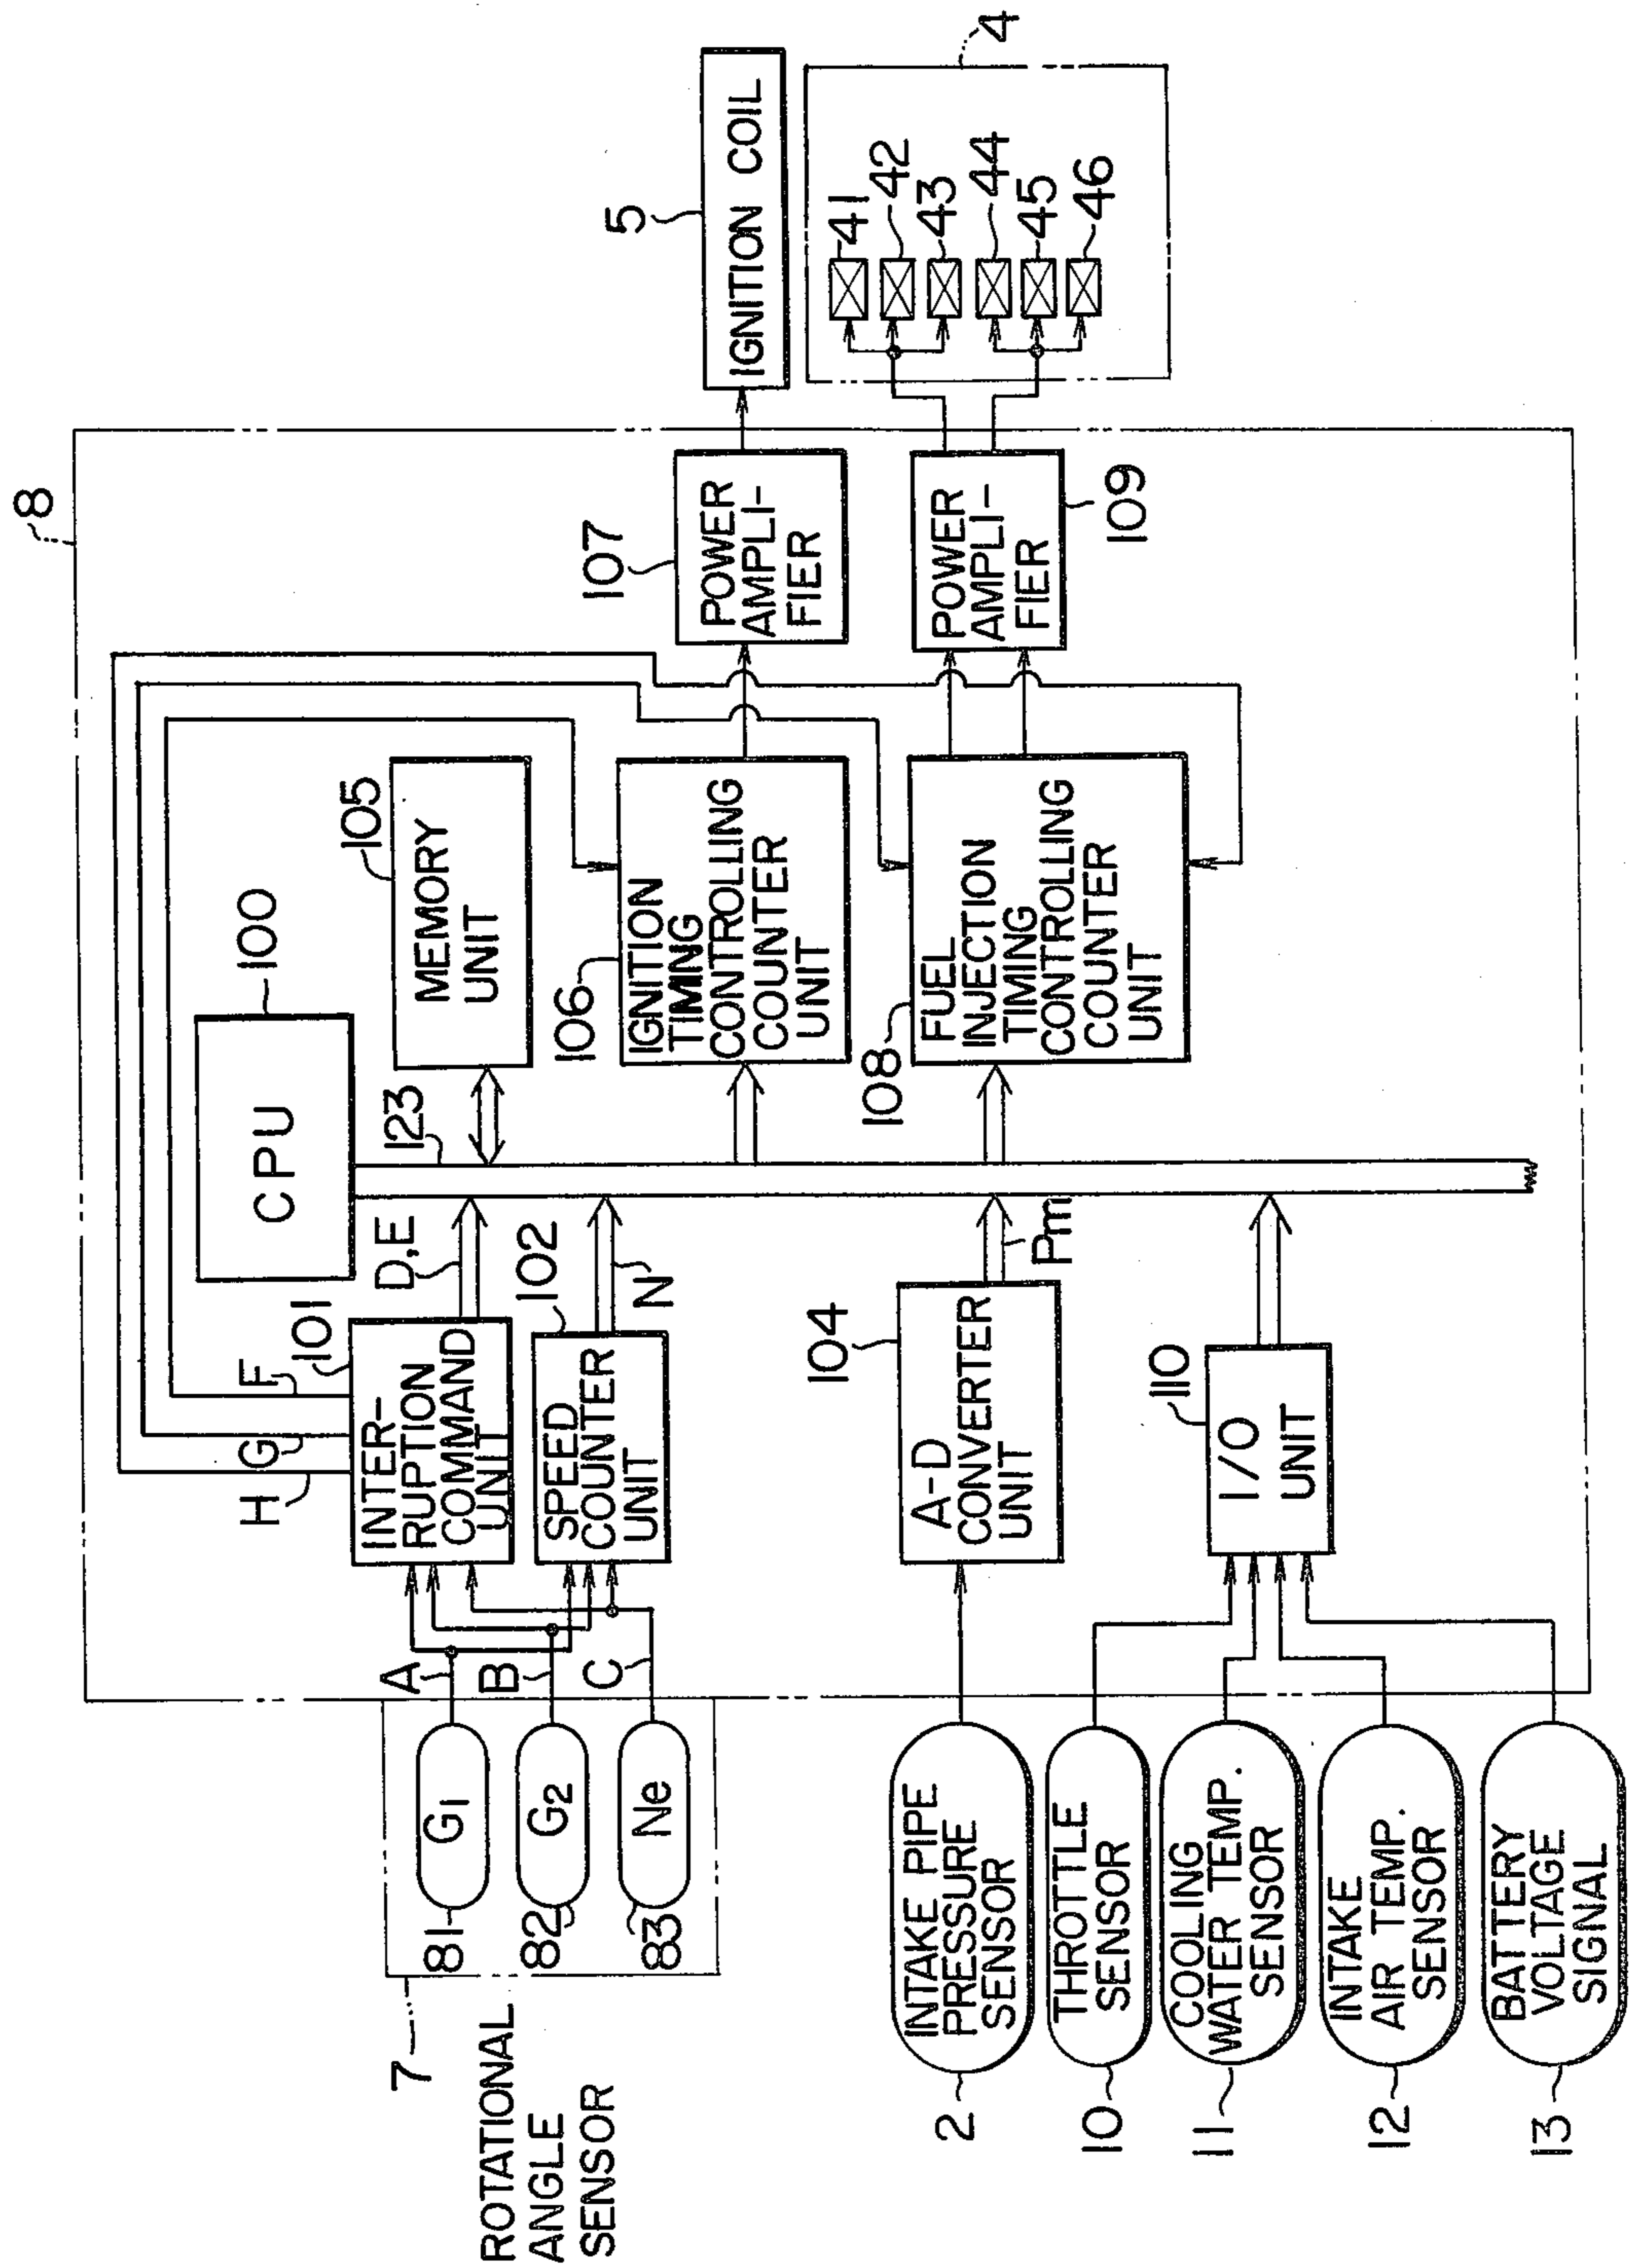 8
CPU
100
H
G
F
101
INTER-
RUPTION
COMMAND
UNIT
D,E
123
MEMORY
UNIT
105
7
ROTATIONAL
ANGLE
SENSOR
G1
81
A
G2
82
B
Ne
83
C
SPEED
COUNTER
UNIT
102
N
106
IGNITION
TIMING
CONTROLLING
COUNTER
UNIT
107
POWER
AMPLI-
FIER
5
IGNITION COIL
2
INTAKE PIPE
PRESSURE
SENSOR
A-D
CONVERTER
UNIT
104
Pm
108
FUEL
INJECTION
TIMING
CONTROLLING
COUNTER
UNIT
POWER
AMPLI-
FIER
109
4
41
42
43
44
45
46
10
THROTTLE
SENSOR
11
COOLING
WATER TEMP.
SENSOR
12
INTAKE
AIR TEMP.
SENSOR
13
BATTERY
VOLTAGE
SIGNAL
110
I/O
UNIT